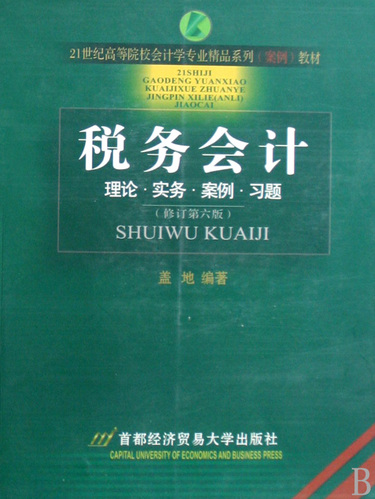 21世纪高等院校会计学专业精品系列（案例）教材
21SHIJI
GAODENG YUANXIAO
KUAIJIXUE ZHUANYE
JINGPIN XILIE(ANLI)
JIAOCAI
税务会计
理论·实务·案例·习题
（修订第六版）
SHUIWU KUAIJI
盖 地 编著
首都经济贸易大学出版社
CAPITAL UNIVERSITY OF ECONOMICS AND BUSINESS PRESS
B